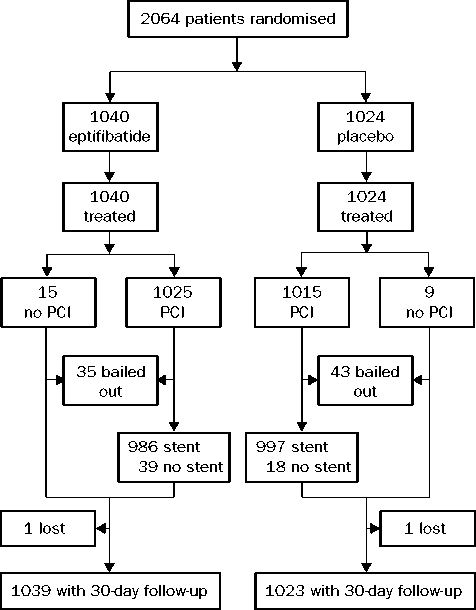 2064 patients randomised
1040
eptifibatide
1024
placebo
1040
treated
1024
treated
15
no PCI
1025
PCI
1015
PCI
9
no PCI
35 bailed
out
43 bailed
out
986 stent
39 no stent
997 stent
18 no stent
1 lost
1 lost
1039 with 30-day follow-up
1023 with 30-day follow-up